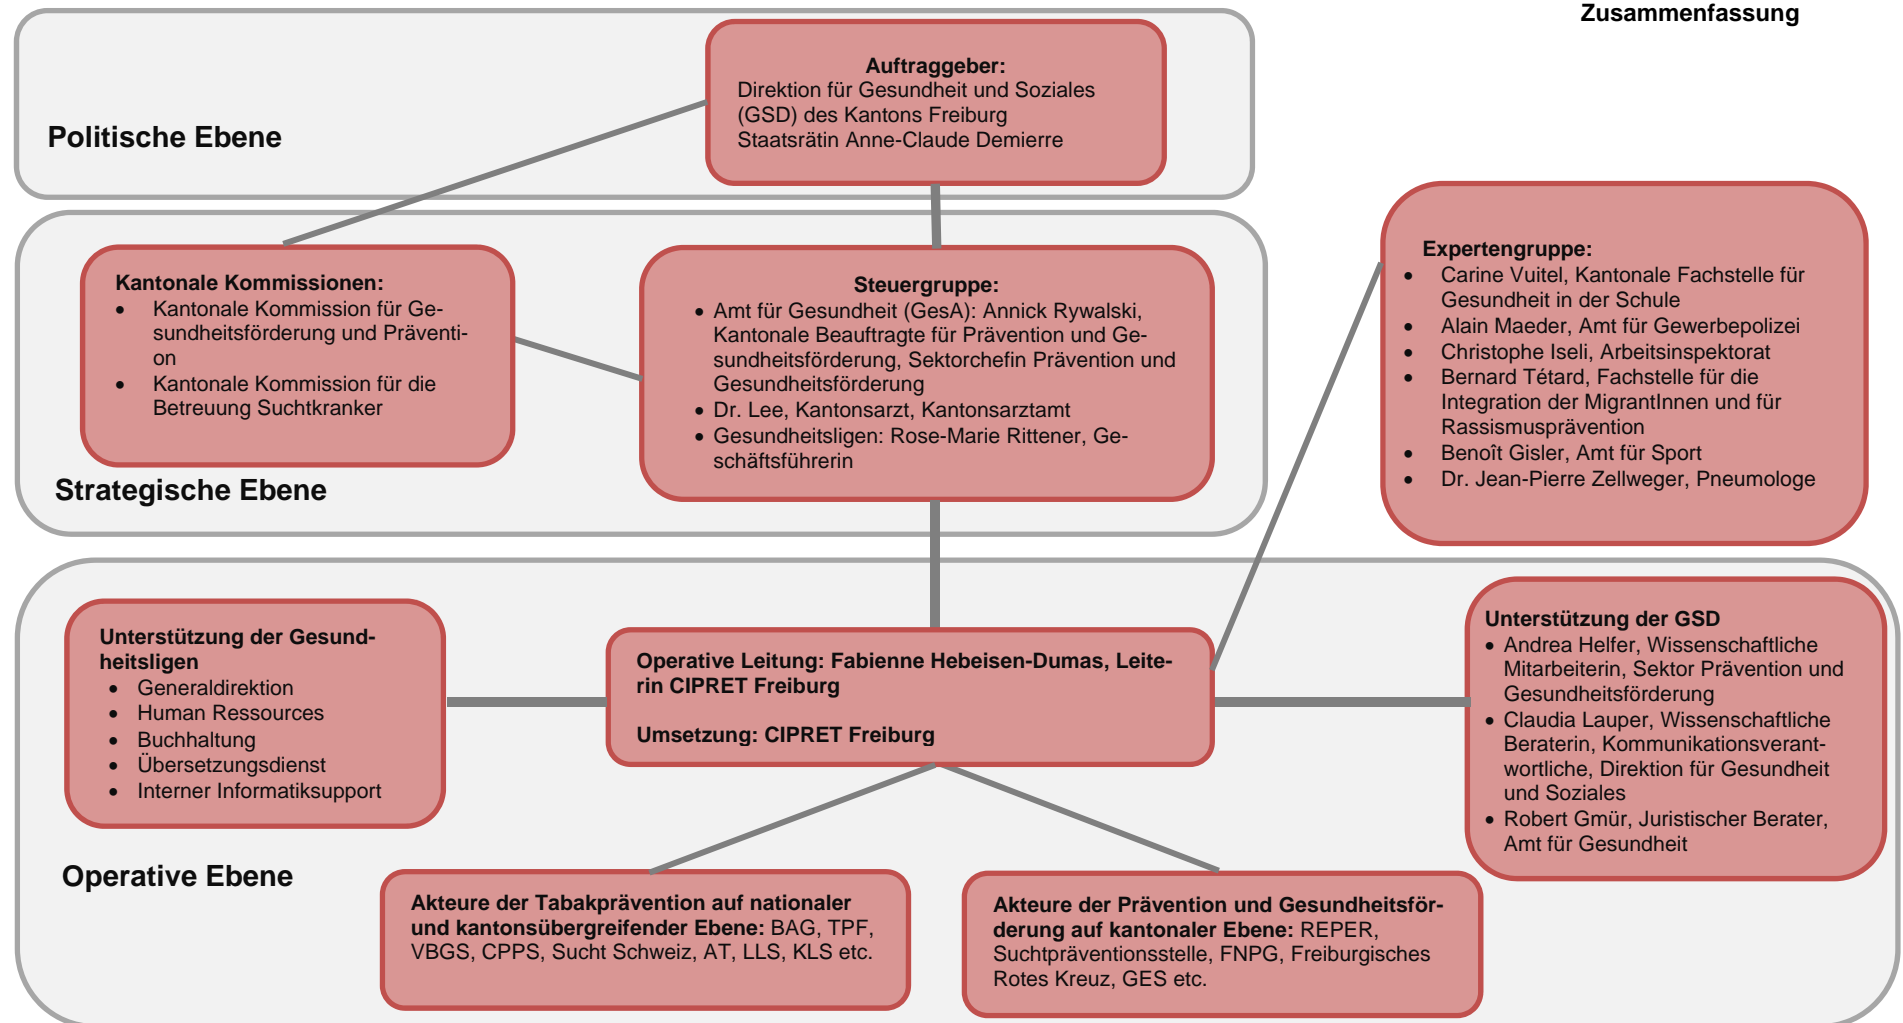 Zusammenfassung
Politische Ebene
Auftraggeber:
Direktion für Gesundheit und Soziales
(GSD) des Kantons Freiburg
Staatsrätin Anne-Claude Demierre
Kantonale Kommissionen:
• Kantonale Kommission für Ge-
sundheitsförderung und Präventi-
on
• Kantonale Kommission für die
Betreuung Suchtkranker
Steuergruppe:
• Amt für Gesundheit (GesA): Annick Rywalski,
Kantonale Beauftragte für Prävention und Ge-
sundheitsförderung, Sektorchefin Prävention und
Gesundheitsförderung
• Dr. Lee, Kantonsarzt, Kantonsarztamt
• Gesundheitsligen: Rose-Marie Rittener, Ge-
schäftsführerin
Strategische Ebene
Expertengruppe:
• Carine Vuitel, Kantonale Fachstelle für
Gesundheit in der Schule
• Alain Maeder, Amt für Gewerbepolizei
• Christophe Iseli, Arbeitsinspektorat
• Bernard Tétard, Fachstelle für die
Integration der MigrantInnen und für
Rassismusprävention
• Benoît Gisler, Amt für Sport
• Dr. Jean-Pierre Zellweger, Pneumologe
Unterstützung der Gesund-
heitsligen
• Generaldirektion
• Human Ressources
• Buchhaltung
• Übersetzungsdienst
• Interner Informatiksupport
Operative Leitung: Fabienne Hebeisen-Dumas, Leite-
rin CIPRET Freiburg
Umsetzung: CIPRET Freiburg
Unterstützung der GSD
• Andrea Helfer, Wissenschaftliche
Mitarbeiterin, Sektor Prävention und
Gesundheitsförderung
• Claudia Lauper, Wissenschaftliche
Beraterin, Kommunikationsverant-
wortliche, Direktion für Gesundheit
und Soziales
• Robert Gmür, Juristischer Berater,
Amt für Gesundheit
Operative Ebene
Akteure der Tabakprävention auf nationaler
und kantonsübergreifender Ebene: BAG, TPF,
VBGS, CPPS, Sucht Schweiz, AT, LLS, KLS etc.
Akteure der Prävention und Gesundheitsför-
derung auf kantonaler Ebene: REPER,
Suchtpräventionsstelle, FNPG, Freiburgisches
Rotes Kreuz, GES etc.